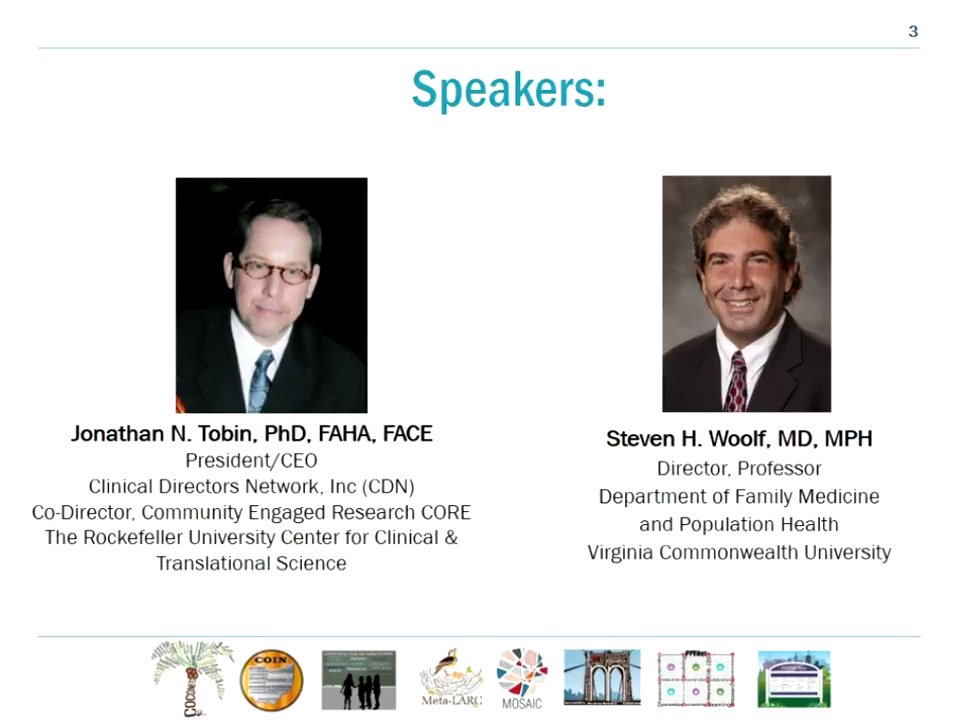 3
Speakers:
Jonathan N. Tobin, PhD, FAHA, FACE
President/CEO
Clinical Directors Network, Inc (CDN)
Co-Director, Community Engaged Research CORE
The Rockefeller University Center for Clinical &
Translational Science
Steven H. Woolf, MD, MPH
Director, Professor
Department of Family Medicine
and Population Health
Virginia Commonwealth University
COCONet
COIN
Meta-LARC
MOSAIC
PPRNet